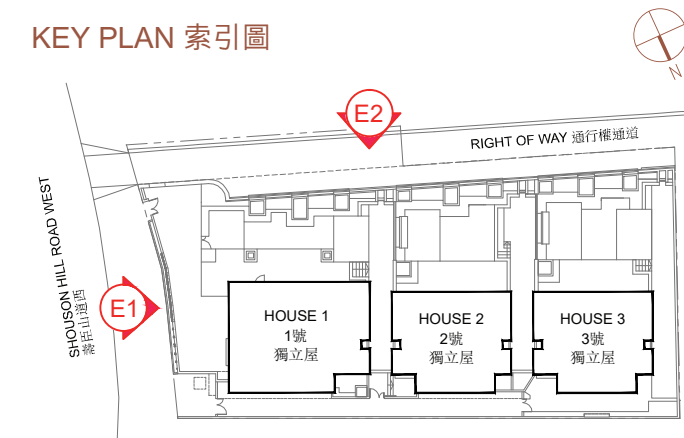 KEY PLAN 索引圖
N
E2
RIGHT OF WAY 通行權通道
SHOUSON HILL ROAD WEST
壽臣山道西
E1
HOUSE 1
1號
獨立屋
HOUSE 2
2號
獨立屋
HOUSE 3
3號
獨立屋